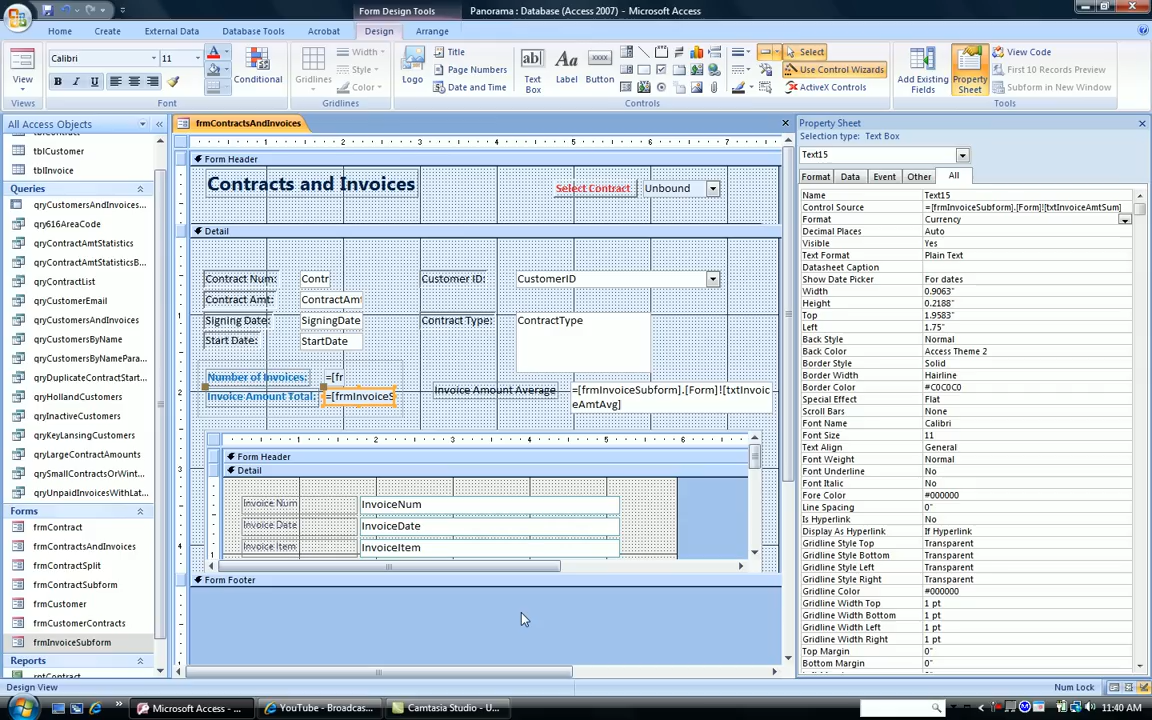 Form Design Tools
Panorama : Database (Access 2007) - Microsoft Access
Home
Create
External Data
Database Tools
Acrobat
Design
Arrange
View
Views
Calibri
11
B I U
Conditional
Font
Gridlines
Width
Style
Color
Gridlines
Logo
Title
Page Numbers
Date and Time
Text Box
Label
Button
Controls
Select
Use Control Wizards
ActiveX Controls
Add Existing Fields
Property Sheet
View Code
First 10 Records Preview
Subform in New Window
Tools
All Access Objects
tblContract
tblCustomer
tblInvoice
Queries
qryCustomersAndInvoices...
qry616AreaCode
qryContractAmtStatistics
qryContractAmtStatisticsB...
qryContractList
qryCustomerEmail
qryCustomersAndInvoices
qryCustomersByName
qryCustomersByNamePara...
qryDuplicateContractStart...
qryHollandCustomers
qryInactiveCustomers
qryKeyLansingCustomers
qryLargeContractAmounts
qrySmallContractsOrWint...
qryUnpaidInvoicesWithLat...
Forms
frmContract
frmContractsAndInvoices
frmContractsSplit
frmContractSubform
frmCustomer
frmCustomerContracts
frmInvoiceSubform
Reports
rptContract
frmContractsAndInvoices
Form Header
Contracts and Invoices
Select Contract
Unbound
Detail
Contract Num:
Contr
Customer ID:
CustomerID
Contract Amt:
ContractAmt
Signing Date:
SigningDate
Contract Type:
ContractType
Start Date:
StartDate
Number of Invoices:
=[fr
Invoice Amount Total:
=[frmInvoiceS
Invoice Amount Average
=[frmInvoiceSubform].[Form]![txtInvoic
eAmtAvg]
Form Header
Detail
Invoice Num
InvoiceNum
Invoice Date
InvoiceDate
Invoice Item
InvoiceItem
Form Footer
Property Sheet
Selection type: Text Box
Text15
Format
Data
Event
Other
All
Name Text15
Control Source =[frmInvoiceSubform].[Form]![txtInvoiceAmtSum]
Format Currency
Decimal Places Auto
Visible Yes
Text Format Plain Text
Datasheet Caption
Show Date Picker For dates
Width 0.9063"
Height 0.2188"
Top 1.9583"
Left 1.75"
Back Style Normal
Back Color Access Theme 2
Border Style Solid
Border Width Hairline
Border Color #C0C0C0
Special Effect Flat
Scroll Bars None
Font Name Calibri
Font Size 11
Text Align General
Font Weight Normal
Font Underline No
Font Italic No
Fore Color #000000
Line Spacing 0"
Is Hyperlink No
Display As Hyperlink If Hyperlink
Gridline Style Top Transparent
Gridline Style Bottom Transparent
Gridline Style Left Transparent
Gridline Style Right Transparent
Gridline Color #000000
Gridline Width Top 1 pt
Gridline Width Bottom 1 pt
Gridline Width Left 1 pt
Gridline Width Right 1 pt
Top Margin 0"
Bottom Margin 0"
Design View
Num Lock
Microsoft Access - ...
YouTube - Broadcas...
Camtasia Studio - U...
11:40 AM